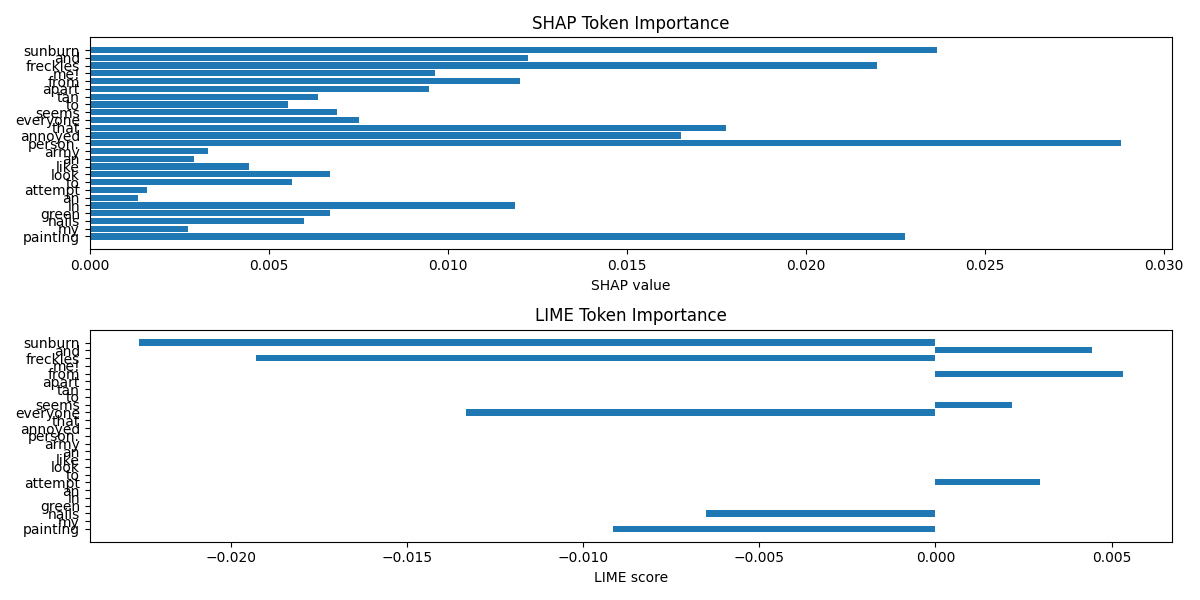 SHAP Token Importance
sunburn
and
freckles
me!
from
apart
tan
to
seems
everyone
that
annoyed
person.
army
an
like
look
to
attempt
an
in
green
nails
my
painting
0.000 0.005 0.010 0.015 0.020 0.025 0.030
SHAP value
LIME Token Importance
sunburn
and
freckles
me!
from
apart
tan
to
seems
everyone
that
annoyed
person.
army
an
like
look
to
attempt
an
in
green
nails
my
painting
−0.020 −0.015 −0.010 −0.005 0.000 0.005
LIME score